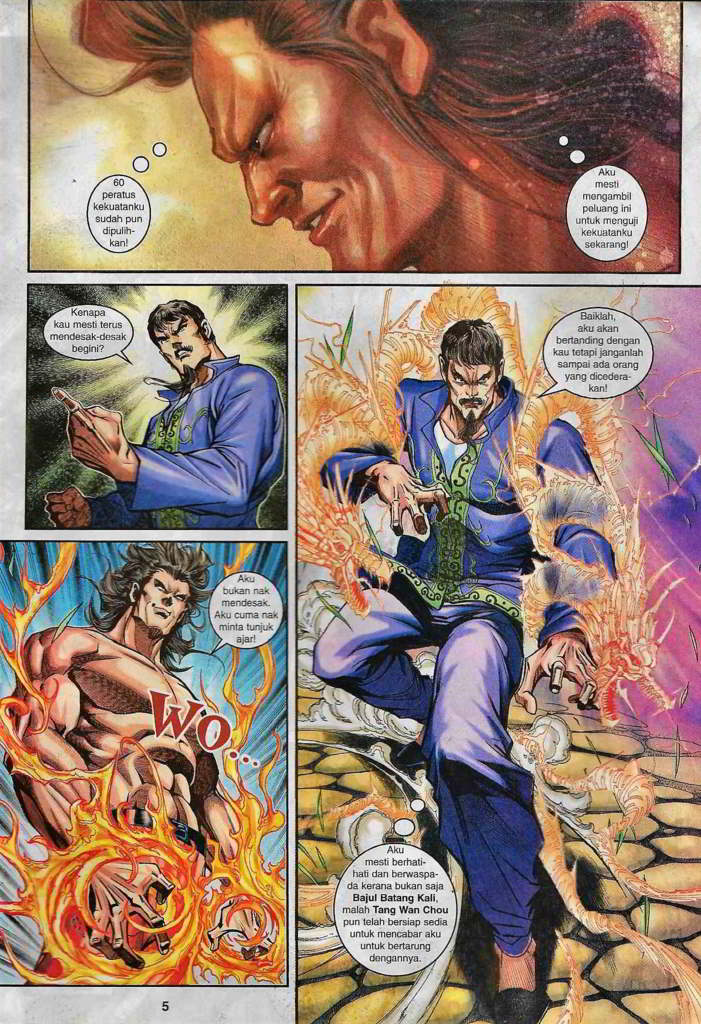 60
peratus
kekuatanku
sudah pun
dipulih-
kan!
Aku
mesti
mengambil
peluang ini
untuk menguji
kekuatanku
sekarang!
Kenapa
kau mesti terus
mendesak-desak
begini?
Baiklah,
aku akan
bertanding dengan
kau tetapi janganlah
sampai ada orang
yang dicedera-
kan!
Aku
bukan nak
mendesak.
Aku cuma nak
minta tunjuk
ajar!
WO...
Aku
mesti berhati-
hati dan berwaspa-
da kerana bukan saja
Bajul Batang Kali,
malah Tang Wan Chou
pun telah bersiap sedia
untuk mencabar aku
untuk bertarung
dengannya.
5